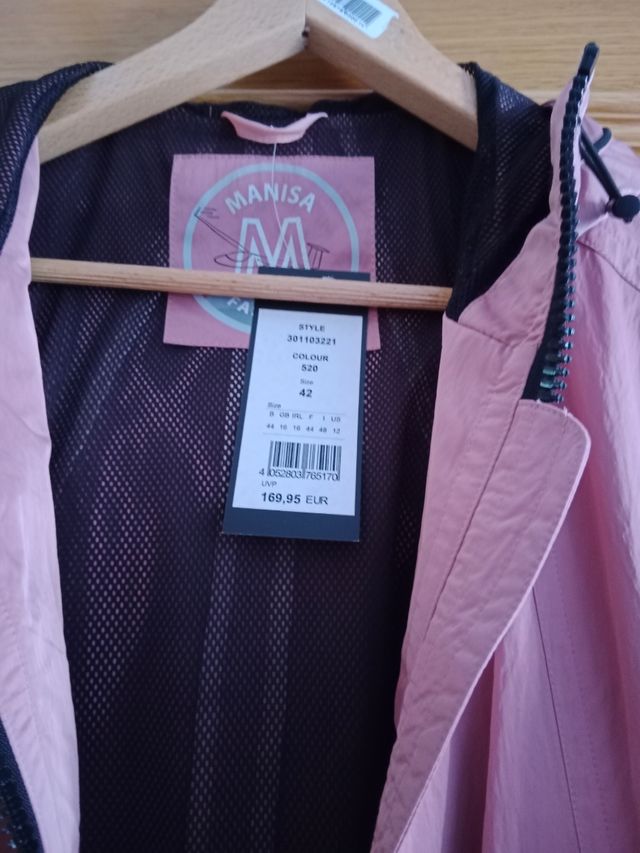 MANISA
M
FA
STYLE
301103221
COLOUR
520
Size
42
Size
B GB IRL F I US
44 16 16 44 48 12
4 052803 765170
UVP
169,95 EUR